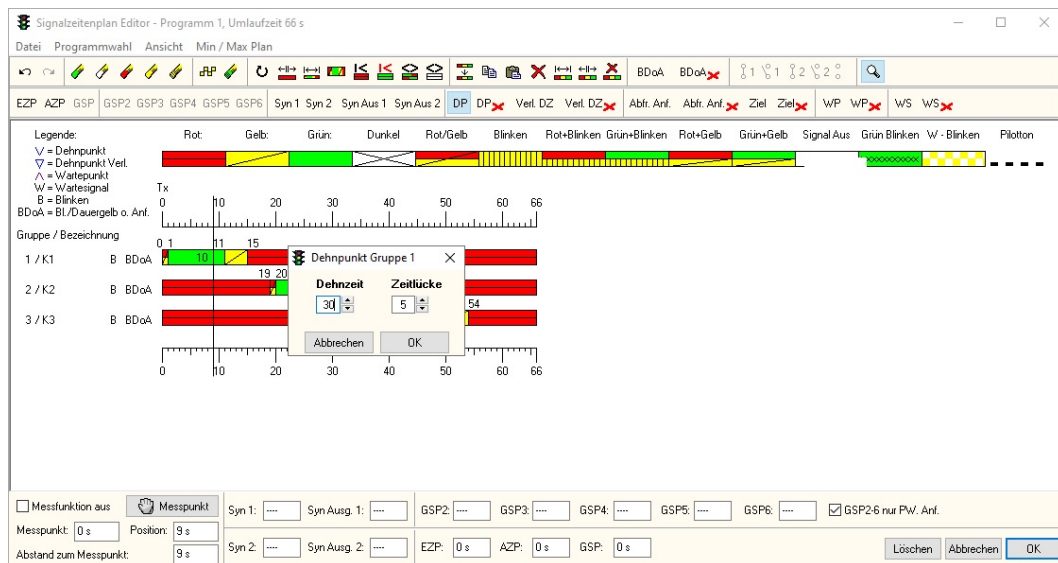 Signalzeitenplan Editor - Programm 1, Umlaufzeit 66 s
Datei Programmwahl Ansicht Min / Max Plan
BDoA BDoA 1 1 2 2
EZP AZP GSP GSP2 GSP3 GSP4 GSP5 GSP6 Syn 1 Syn 2 Syn Aus 1 Syn Aus 2 DP DP Verl. DZ Verl. DZ Abfr. Anf. Abfr. Anf. Ziel Ziel WP WP WS WS
Legende: Rot: Gelb: Grün: Dunkel Rot/Gelb Blinken Rot+Blinken Grün+Blinken Rot+Gelb Grün+Gelb Signal Aus Grün Blinken W - Blinken Pilotton
V = Dehnpunkt
∇ = Dehnpunkt Verl.
Λ = Wartepunkt
W = Wartesignal
B = Blinken
BDoA = Bl./Dauergelb o. Anf.
Tx
0 10 20 30 40 50 60 66
Gruppe / Bezeichnung
0 1 11 15
1 / K1 B BDoA 10
19 20
2 / K2 B BDoA
54
3 / K3 B BDoA
0 10 20 30 40 50 60 66
Dehnpunkt Gruppe 1
Dehnzeit Zeitlücke
30 5
Abbrechen OK
Messfunktion aus Messpunkt
Messpunkt: 0 s Position: 9 s
Abstand zum Messpunkt: 9 s
Syn 1: ---- Syn Ausg. 1: ---- GSP2: ---- GSP3: ---- GSP4: ---- GSP5: ---- GSP6: ---- GSP2-6 nur PW. Anf.
Syn 2: ---- Syn Ausg. 2: ---- EZP: 0 s AZP: 0 s GSP: 0 s
Löschen Abbrechen OK